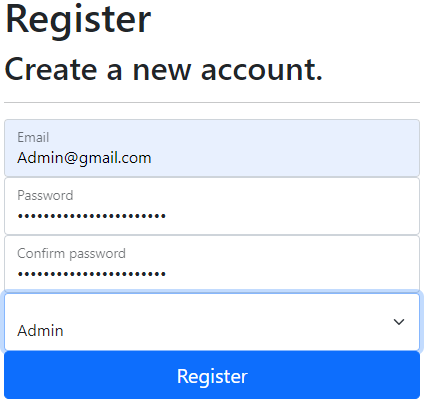 Register
Create a new account.
Email
Admin@gmail.com
Password
•••••••••••••••••••••••
Confirm password
•••••••••••••••••••••••
Admin
Register